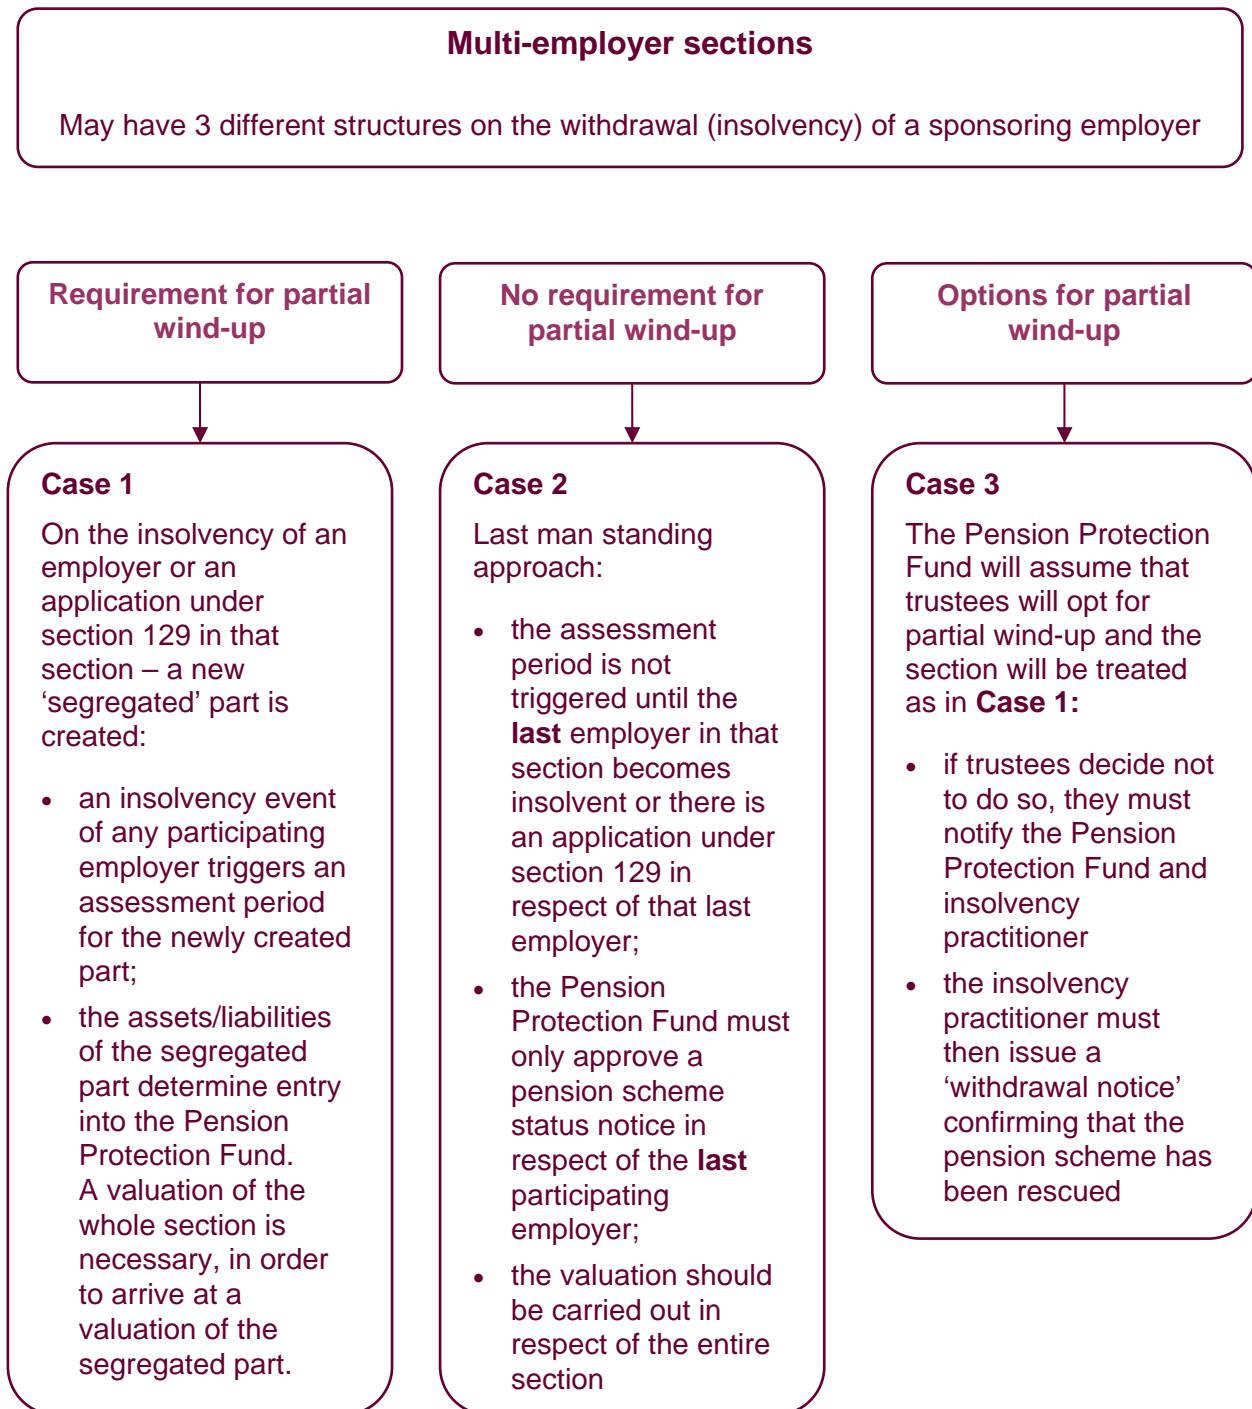 Multi-employer sections
May have 3 different structures on the withdrawal (insolvency) of a sponsoring employer
Requirement for partial
wind-up
Case 1
On the insolvency of an
employer or an
application under
section 129 in that
section – a new
‘segregated’ part is
created:
• an insolvency event
of any participating
employer triggers an
assessment period
for the newly created
part;
• the assets/liabilities
of the segregated
part determine entry
into the Pension
Protection Fund.
A valuation of the
whole section is
necessary, in order
to arrive at a
valuation of the
segregated part.
No requirement for
partial wind-up
Case 2
Last man standing
approach:
• the assessment
period is not
triggered until the
last employer in that
section becomes
insolvent or there is
an application under
section 129 in
respect of that last
employer;
• the Pension
Protection Fund must
only approve a
pension scheme
status notice in
respect of the last
participating
employer;
• the valuation should
be carried out in
respect of the entire
section
Options for partial
wind-up
Case 3
The Pension Protection
Fund will assume that
trustees will opt for
partial wind-up and the
section will be treated
as in Case 1:
• if trustees decide not
to do so, they must
notify the Pension
Protection Fund and
insolvency
practitioner
• the insolvency
practitioner must
then issue a
‘withdrawal notice’
confirming that the
pension scheme has
been rescued